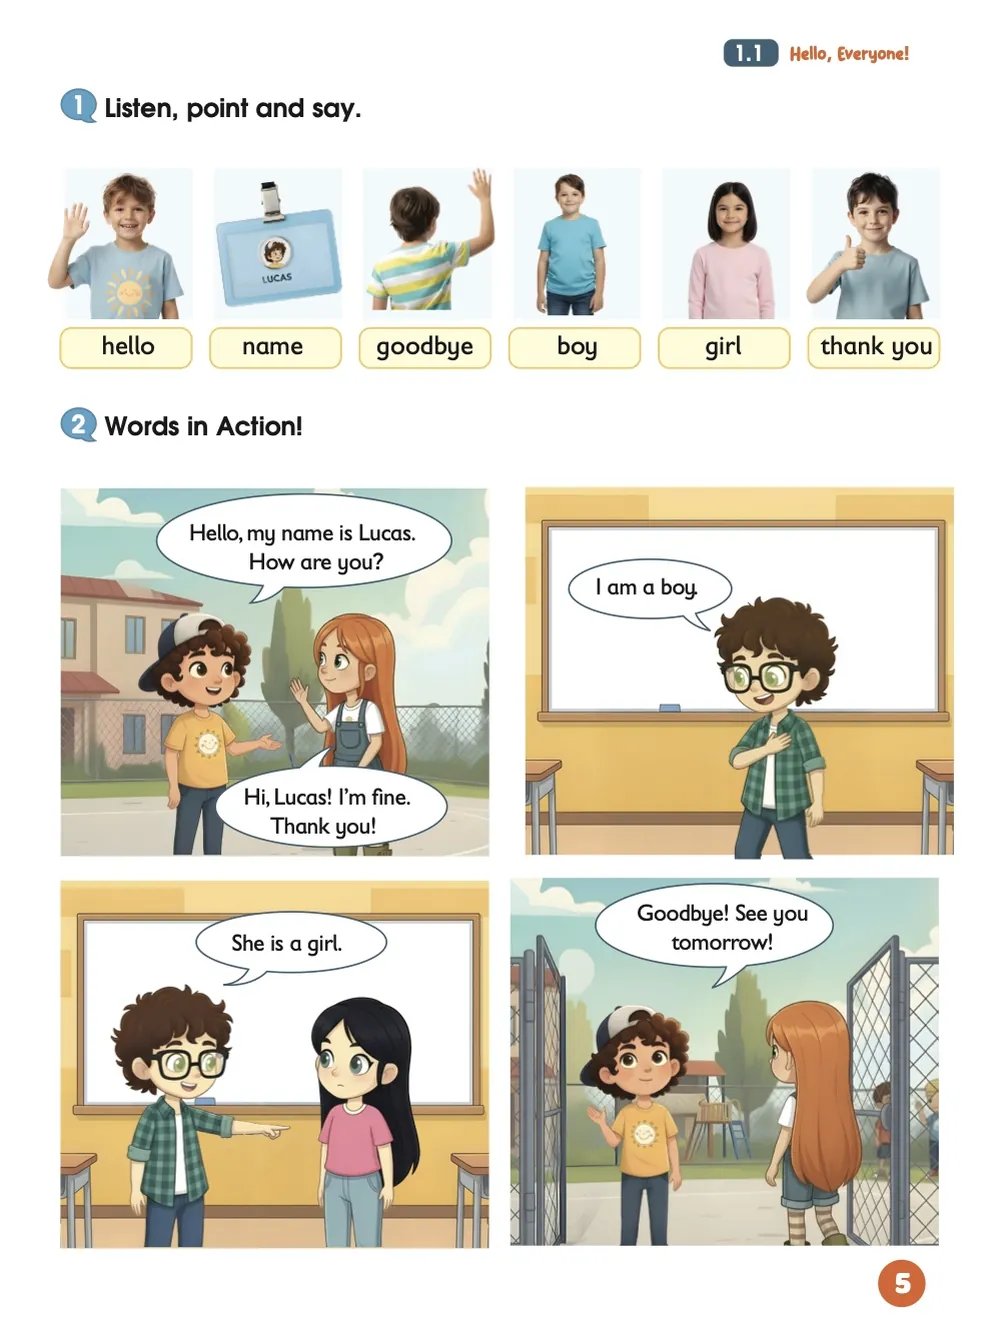 1.1 Hello, Everyone!
1 Listen, point and say.
LUCAS
hello
name
goodbye
boy
girl
thank you
2 Words in Action!
Hello, my name is Lucas.
How are you?
Hi, Lucas! I'm fine.
Thank you!
I am a boy.
She is a girl.
Goodbye! See you
tomorrow!
5